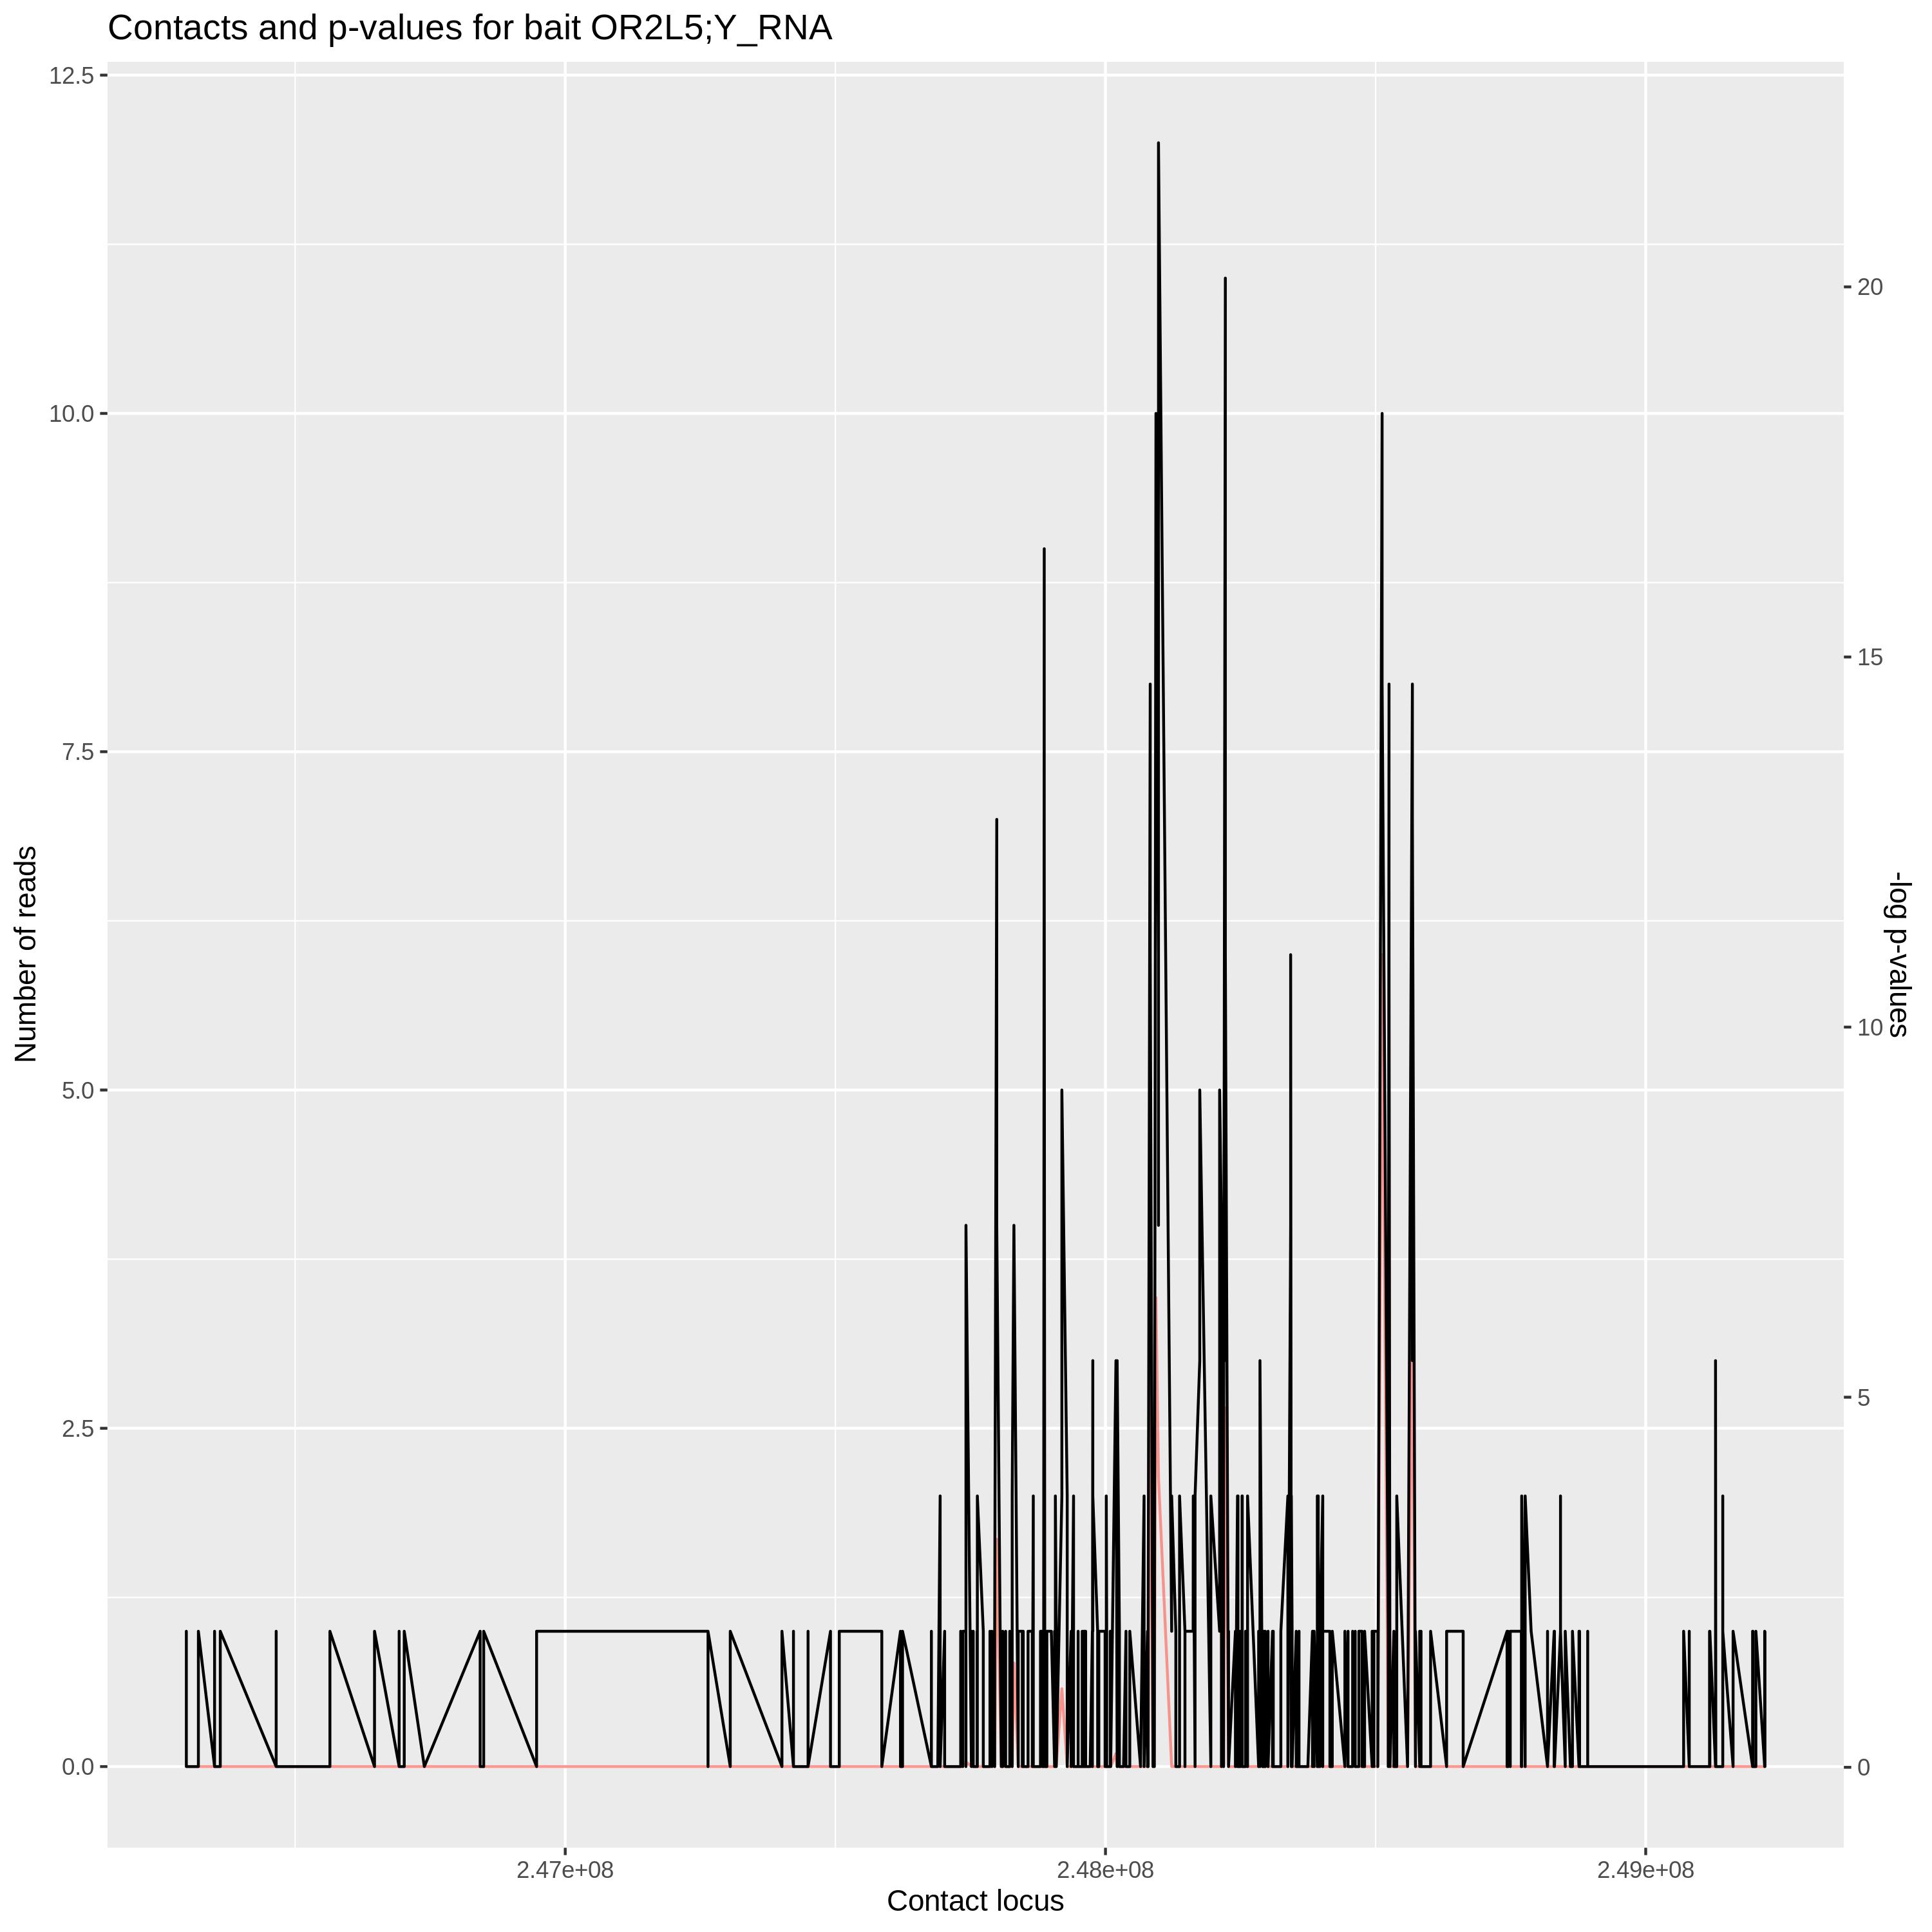 Contacts and p-values for bait OR2L5;Y_RNA
12.5
10.0
7.5
5.0
2.5
0.0
Number of reads
20
15
10
5
0
-log p-values
2.47e+08
2.48e+08
2.49e+08
Contact locus